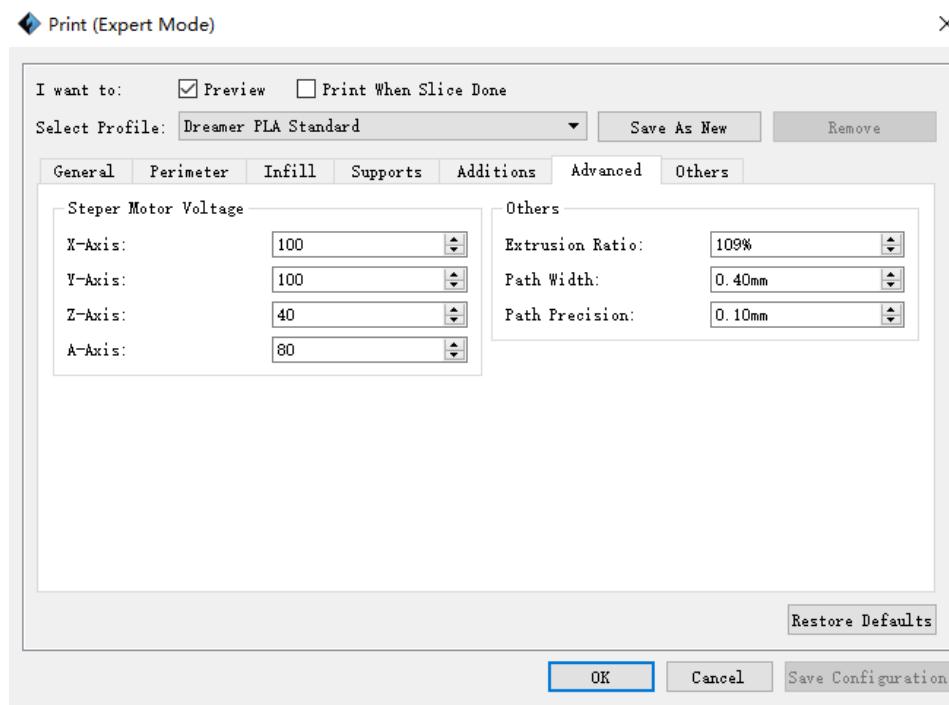 Print (Expert Mode)
I want to: Preview Print When Slice Done
Select Profile: Dreamer PLA Standard Save As New Remove
General Perimeter Infill Supports Additions Advanced Others
Steper Motor Voltage
X-Axis: 100
Y-Axis: 100
Z-Axis: 40
A-Axis: 80
Others
Extrusion Ratio: 109%
Path Width: 0.40mm
Path Precision: 0.10mm
Restore Defaults
OK Cancel Save Configuration